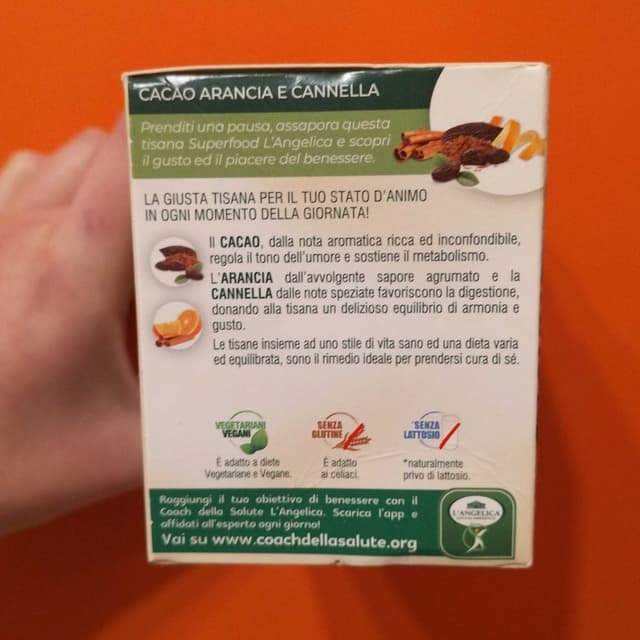 CACAO ARANCIA E CANNELLA
Prenditi una pausa, assapora questa
tisana Superfood L'Angelica e scopri
il gusto ed il piacere del benessere.
LA GIUSTA TISANA PER IL TUO STATO D'ANIMO
IN OGNI MOMENTO DELLA GIORNATA!
Il CACAO, dalla nota aromatica ricca ed inconfondibile,
regola il tono dell'umore e sostiene il metabolismo.
L'ARANCIA dall'avvolgente sapore agrumato e la
CANNELLA dalle note speziate favoriscono la digestione,
donando alla tisana un delizioso equilibrio di armonia e
gusto.
Le tisane insieme ad uno stile di vita sano ed una dieta varia
ed equilibrata, sono il rimedio ideale per prendersi cura di sé.
VEGETARIANI
VEGANI
È adatto a diete
Vegetariane e Vegane.
SENZA
GLUTINE
È adatto
ai celiaci.
*SENZA
LATTOSIO
*naturalmente
privo di lattosio.
Raggiungi il tuo obiettivo di benessere con il
Coach della Salute L'Angelica. Scarica l'app e
affidati all'esperto ogni giorno!
Vai su www.coachdellasalute.org
L'ANGELICA